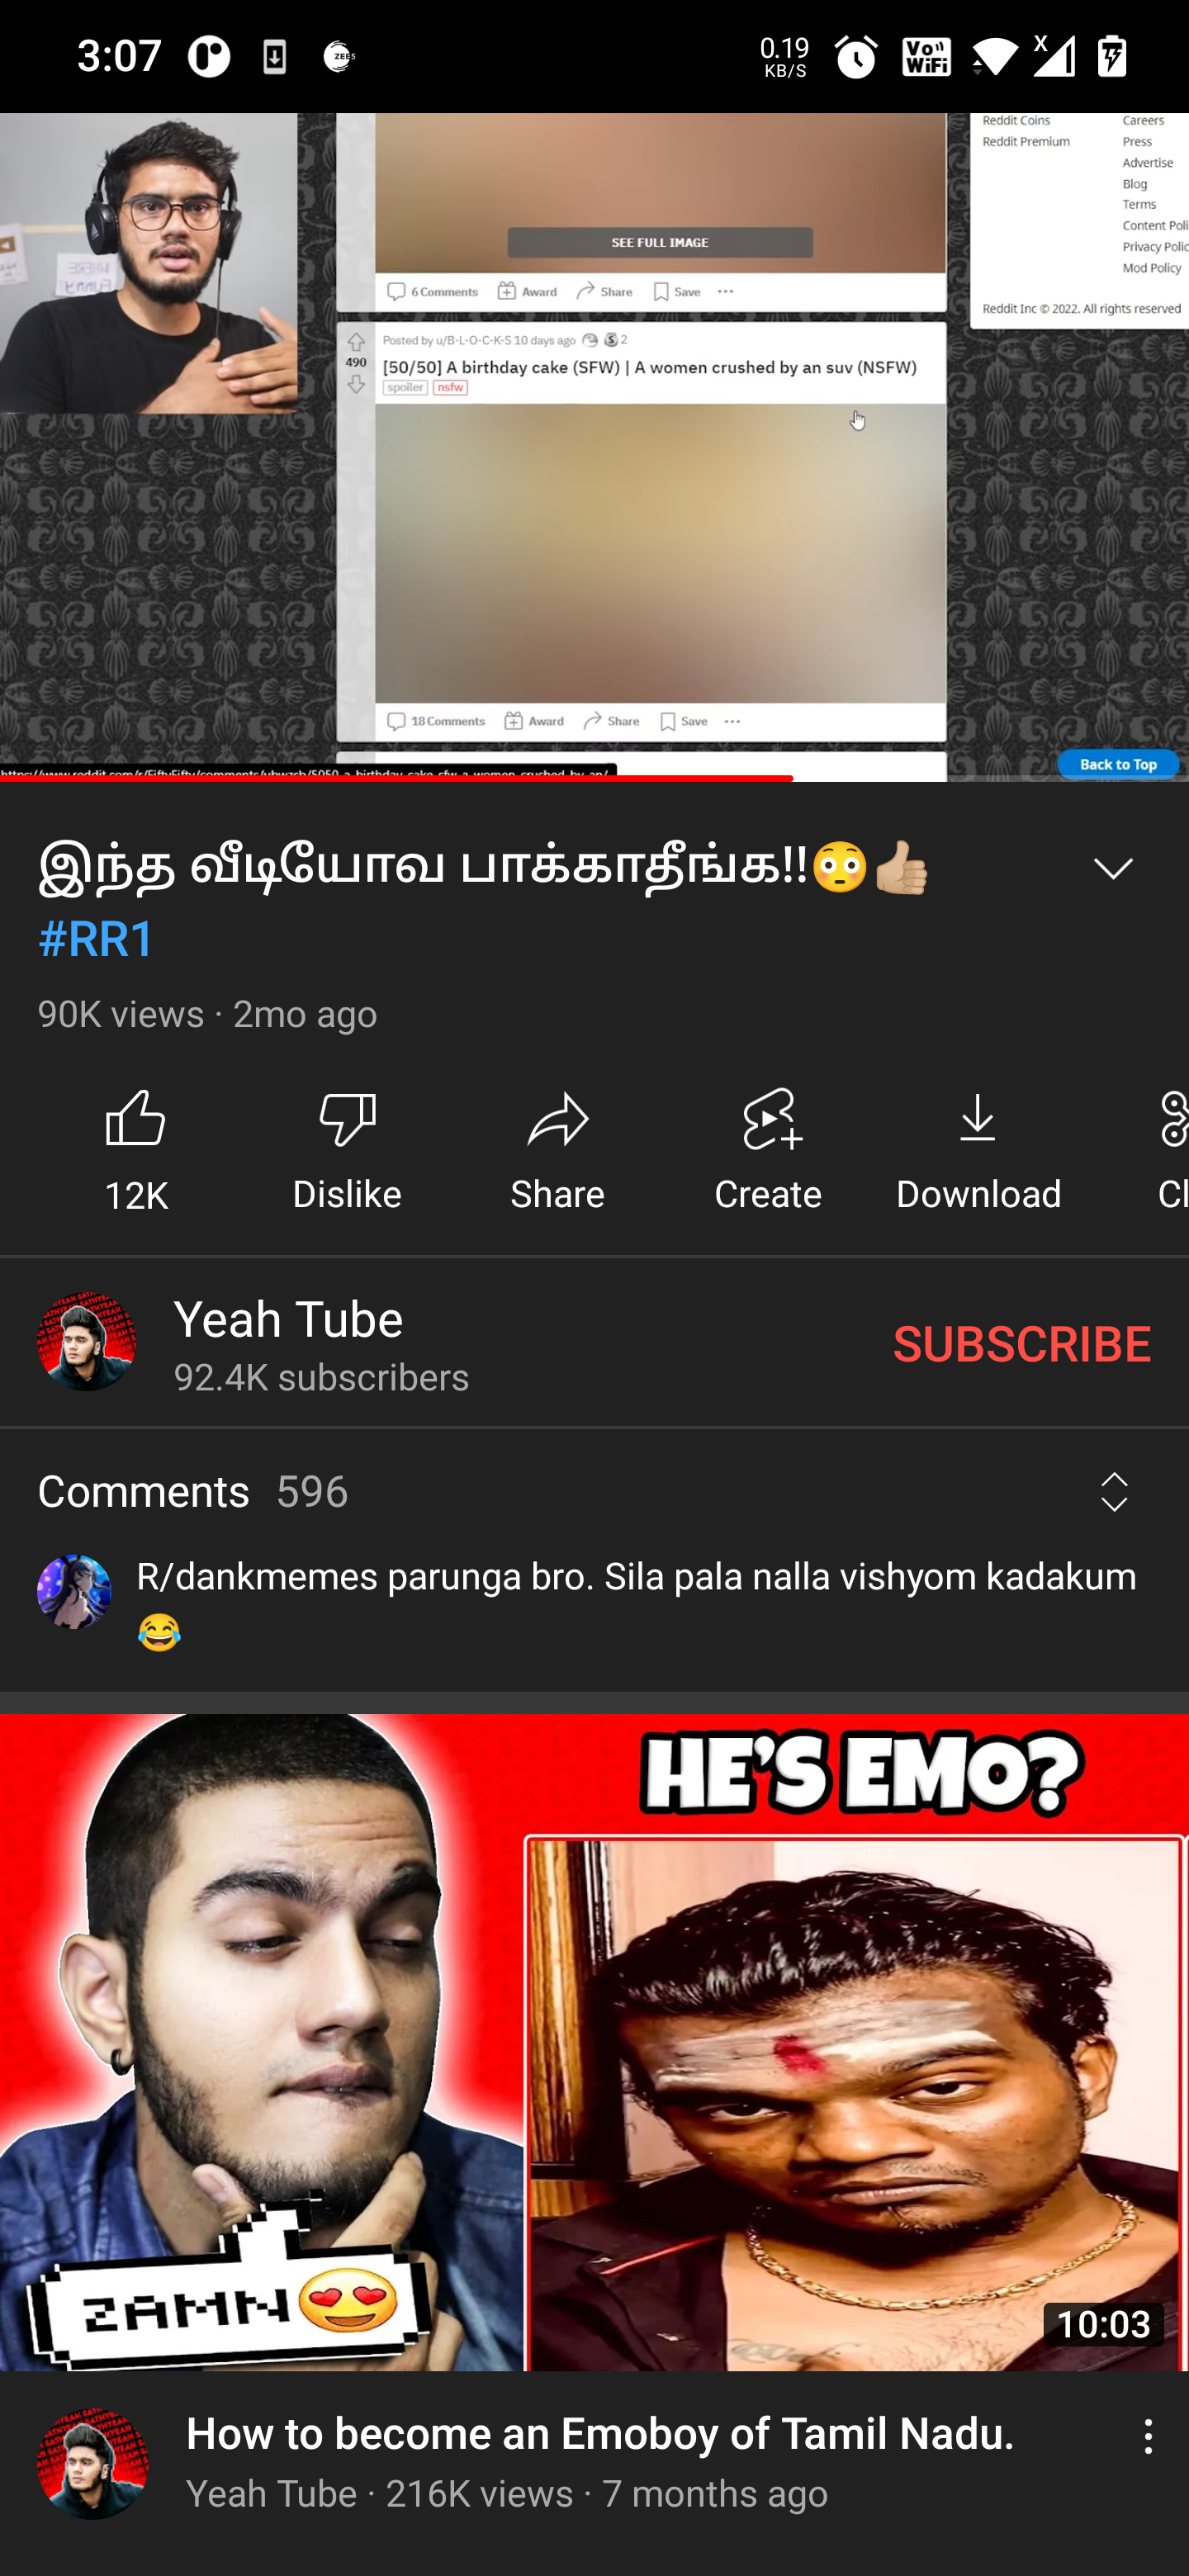 3:07
ZEE5
0.19
KB/S
Vo
WiFi
X
Reddit Coins
Careers
Reddit Premium
Press
Advertise
Blog
Terms
Content Poli
Privacy Polic
Mod Policy
Reddit Inc © 2022. All rights reserved
SEE FULL IMAGE
6 Comments Award Share Save
Posted by u/B-L-O-C-K-S 10 days ago 2
490
[50/50] A birthday cake (SFW) | A women crushed by an suv (NSFW)
spoiler nsfw
18 Comments Award Share Save
Back to Top
இந்த வீடியோவ பாக்காதீங்க!!😳👍🏼
#RR1
90K views · 2mo ago
12K Dislike Share Create Download Cl
Yeah Tube
92.4K subscribers
SUBSCRIBE
Comments 596
R/dankmemes parunga bro. Sila pala nalla vishyom kadakum
😂
HE'S EMO?
ZAMN😍
10:03
How to become an Emoboy of Tamil Nadu.
Yeah Tube · 216K views · 7 months ago